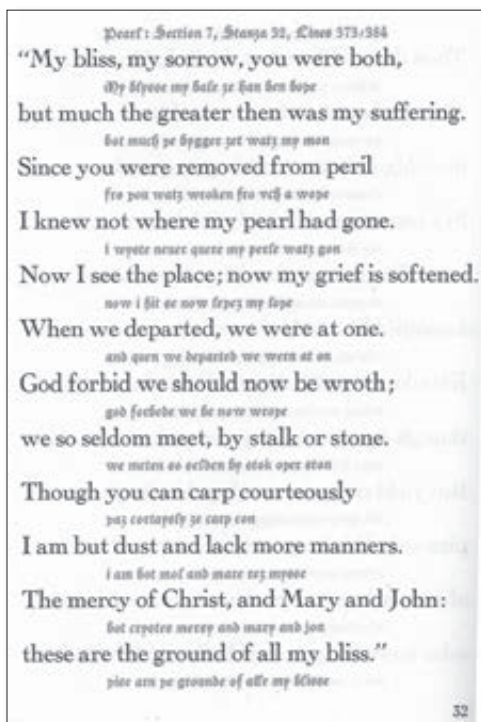 Pearl: Section 7, Stanza 32, Lines 373-384
“My bliss, my sorrow, you were both,
My blysse my bale ȝe han ben boþe
but much the greater then was my suffering.
bot much þe bygger ȝet watȝ my mon
Since you were removed from peril
fro þou watȝ wroken fro vch a woþe
I knew not where my pearl had gone.
i wyste neuer quere my perle watȝ gon
Now I see the place; now my grief is softened.
now i hit se now leþeȝ my loþe
When we departed, we were at one.
and quen we departed we wern at on
God forbid we should now be wroth;
god forbede we be now wroþe
we so seldom meet, by stalk or stone.
we meten so selden by stok oþer ston
Though you can carp courteously
þaȝ cortaysly ȝe carp con
I am but dust and lack more manners.
i am bot mol and mare reȝ mysse
The mercy of Christ, and Mary and John:
bot crystes mersy and mary and jon
these are the ground of all my bliss.”
þise arn þe grounde of alle my blisse
32